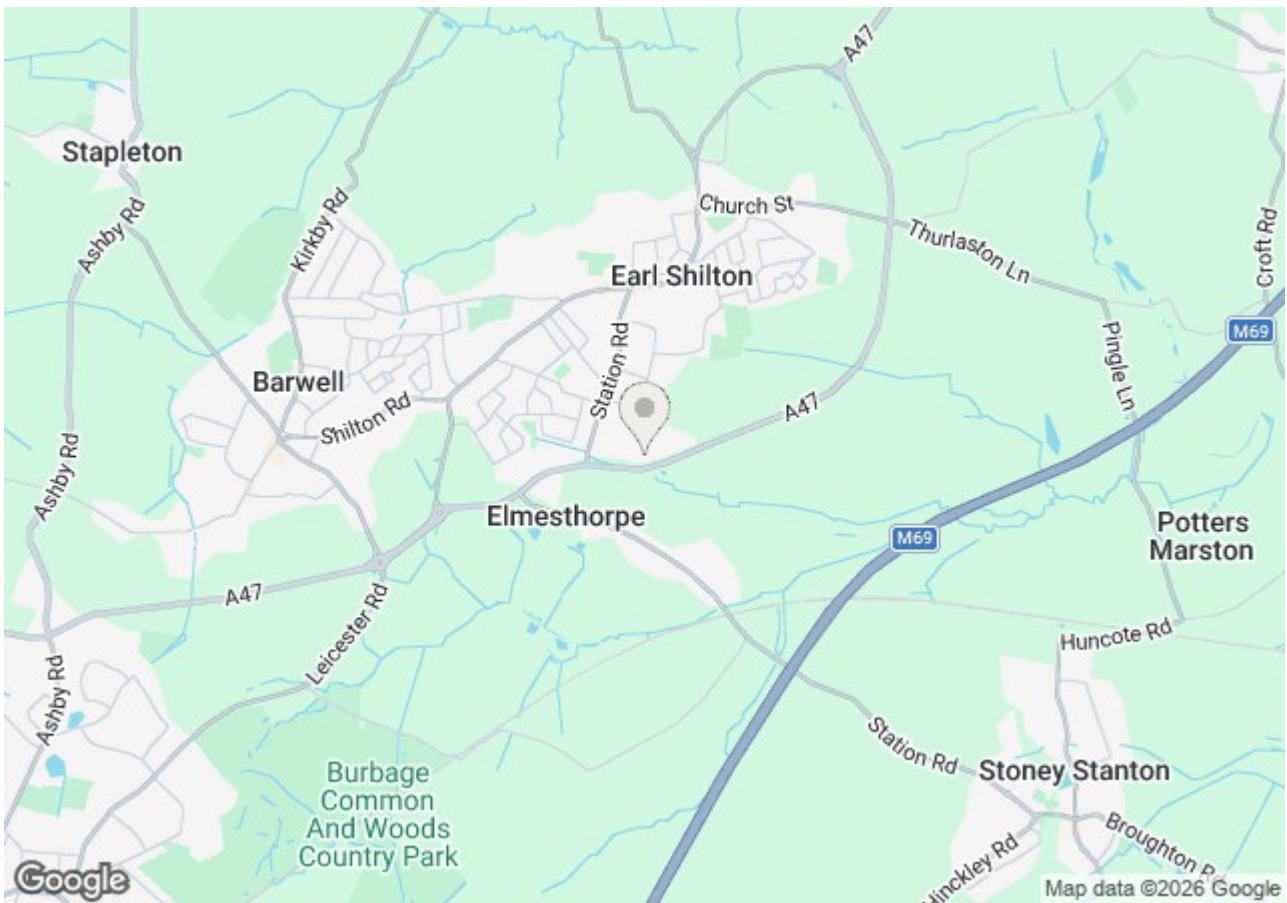 A47
Stapleton
Ashby Rd
Kirkby Rd
Church St
Thurlaston Ln
Croft Rd
Earl Shilton
M69
Pingle Ln
Station Rd
Barwell
Shilton Rd
A47
Ashby Rd
Elmesthorpe
M69
Potters
Marston
A47
Leicester Rd
Huncote Rd
Ashby Rd
Station Rd
Stoney Stanton
Burbage
Common
And Woods
Country Park
Hinckley Rd
Broughton Rd
Google
Map data ©2026 Google